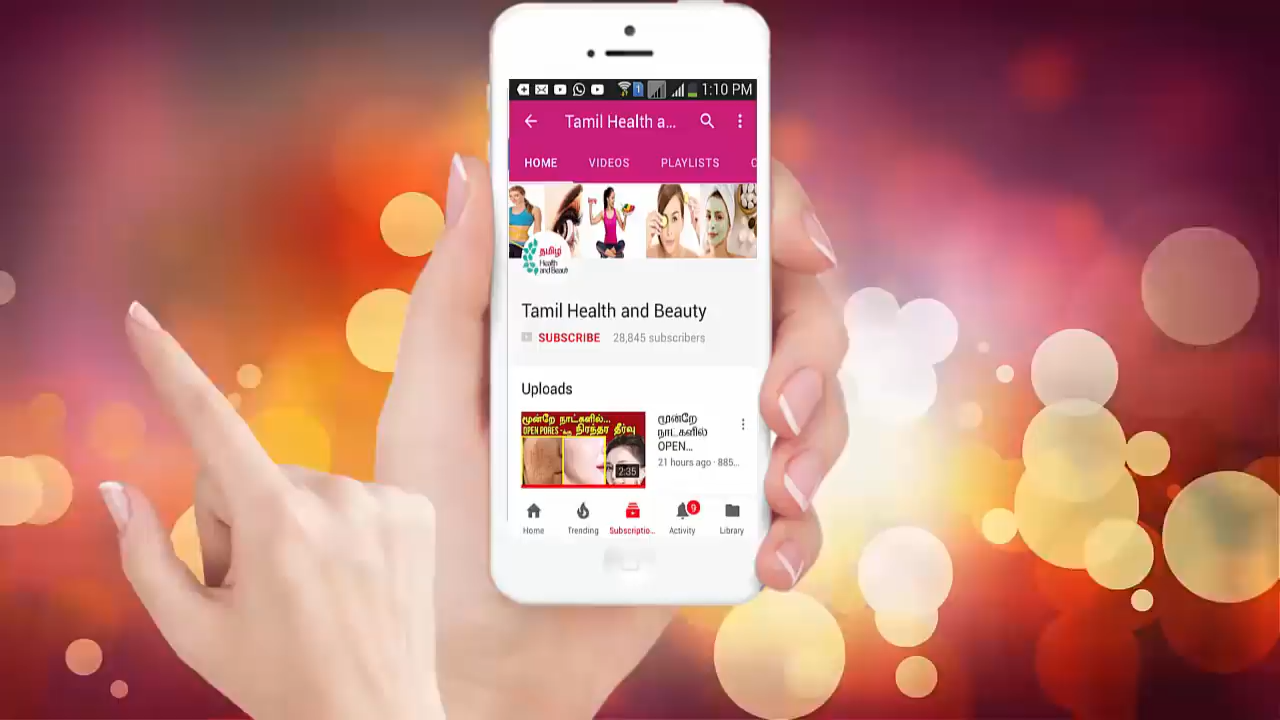 1:10 PM
Tamil Health a...
HOME VIDEOS PLAYLISTS
தமிழ்
Health
and Beauty
Tamil Health and Beauty
SUBSCRIBE 28,845 subscribers
Uploads
மூன்றே நாட்களில்...
OPEN PORES நிரந்தர தீர்வு
2:35
மூன்றே
நாட்களில்
OPEN...
21 hours ago · 885...
9
Home Trending Subscriptio... Activity Library